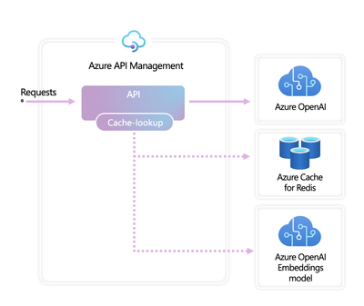 Azure API Management
Requests
API
Cache-lookup
Azure OpenAI
Azure Cache
for Redis
Azure OpenAI
Embeddings
model